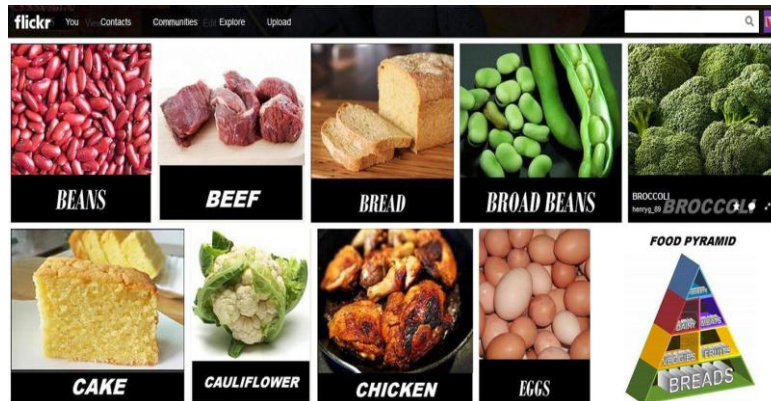 flickr You Contacts Communities Explore Upload
BEANS
BEEF
BREAD
BROAD BEANS
BROCCOLI
henryg_89
BROCCOLI
CAKE
CAULIFLOWER
CHICKEN
EGGS
FOOD PYRAMID
DAIRY
VEGGIES
FRUITS
BREADS